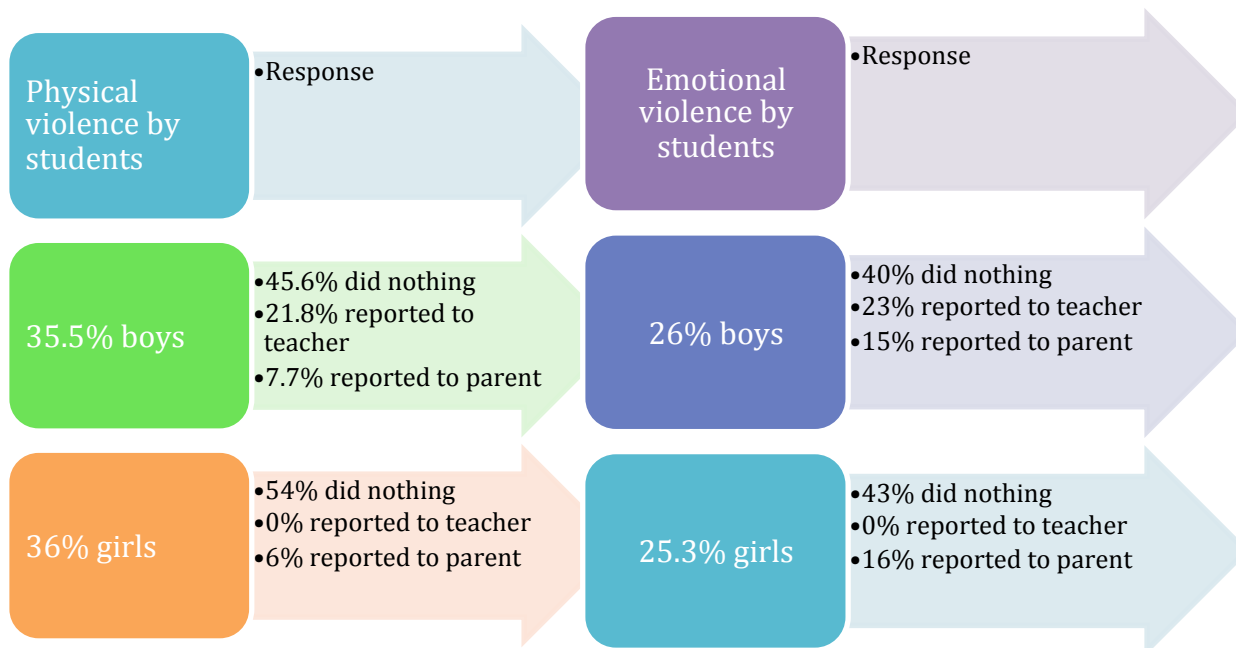 Physical
violence by
students
•Response
Emotional
violence by
students
•Response
35.5% boys
•45.6% did nothing
•21.8% reported to
teacher
•7.7% reported to parent
26% boys
•40% did nothing
•23% reported to teacher
•15% reported to parent
36% girls
•54% did nothing
•0% reported to teacher
•6% reported to parent
25.3% girls
•43% did nothing
•0% reported to teacher
•16% reported to parent